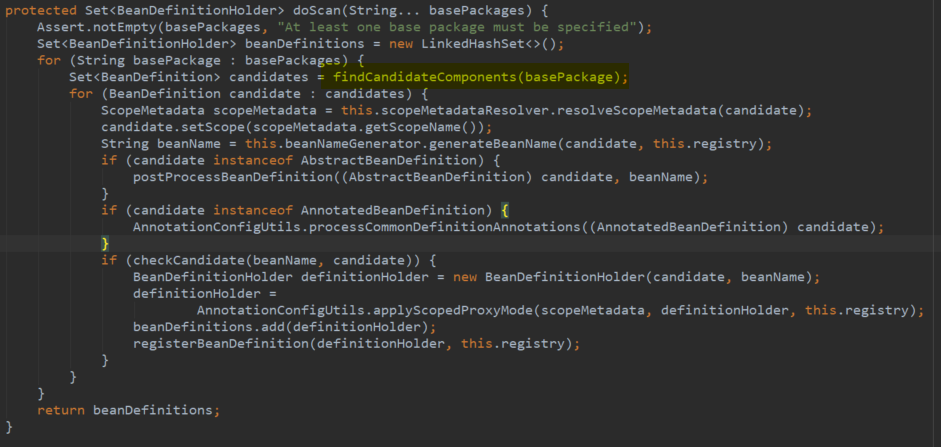 protected Set<BeanDefinitionHolder> doScan(String... basePackages) {
    Assert.notEmpty(basePackages, "At least one base package must be specified");
    Set<BeanDefinitionHolder> beanDefinitions = new LinkedHashSet<>();
    for (String basePackage : basePackages) {
        Set<BeanDefinition> candidates = findCandidateComponents(basePackage);
        for (BeanDefinition candidate : candidates) {
            ScopeMetadata scopeMetadata = this.scopeMetadataResolver.resolveScopeMetadata(candidate);
            candidate.setScope(scopeMetadata.getScopeName());
            String beanName = this.beanNameGenerator.generateBeanName(candidate, this.registry);
            if (candidate instanceof AbstractBeanDefinition) {
                postProcessBeanDefinition((AbstractBeanDefinition) candidate, beanName);
            }
            if (candidate instanceof AnnotatedBeanDefinition) {
                AnnotationConfigUtils.processCommonDefinitionAnnotations((AnnotatedBeanDefinition) candidate);
            }
            if (checkCandidate(beanName, candidate)) {
                BeanDefinitionHolder definitionHolder = new BeanDefinitionHolder(candidate, beanName);
                definitionHolder =
                        AnnotationConfigUtils.applyScopedProxyMode(scopeMetadata, definitionHolder, this.registry);
                beanDefinitions.add(definitionHolder);
                registerBeanDefinition(definitionHolder, this.registry);
            }
        }
    }
    return beanDefinitions;
}